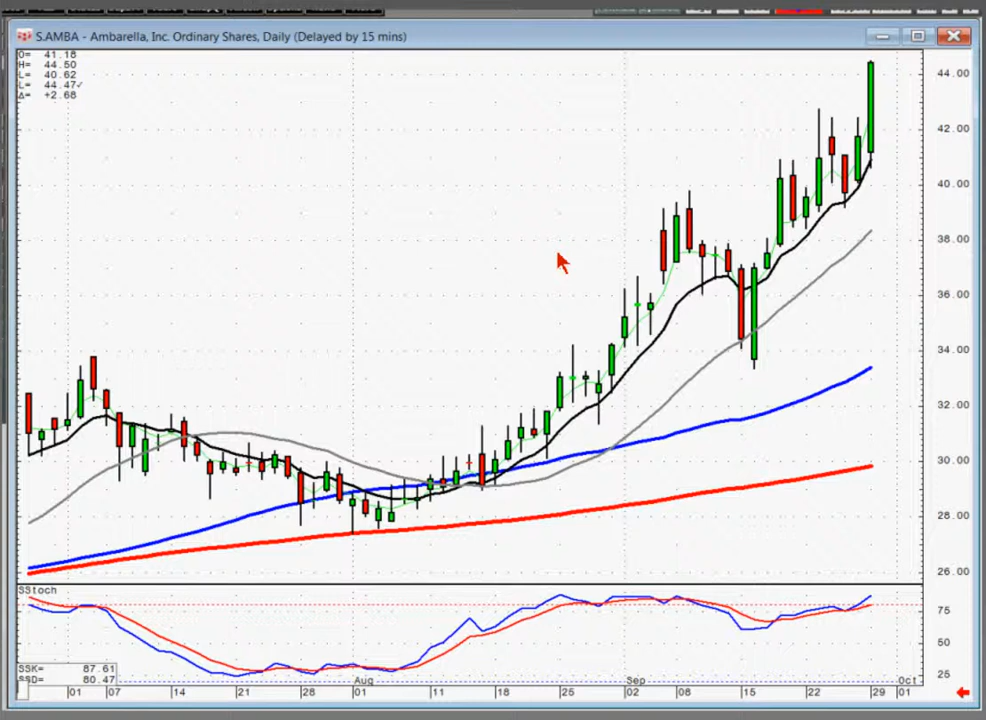 S.AMBA - Ambarella, Inc. Ordinary Shares, Daily (Delayed by 15 mins)
O= 41.18
H= 44.50
L= 40.62
L= 44.47✓
Δ= +2.68
44.00
42.00
40.00
38.00
36.00
34.00
32.00
30.00
28.00
26.00
SStoch
75
50
25
SSK= 87.61
SSD= 80.47
Aug Sep Oct
01 07 14 21 28 01 11 18 25 02 08 15 22 29 01